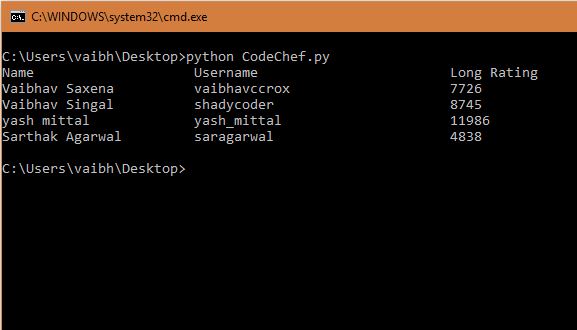 C:\WINDOWS\system32\cmd.exe
C:\Users\vaibh\Desktop>python CodeChef.py
Name Username Long Rating
Vaibhav Saxena vaibhavccrox 7726
Vaibhav Singal shadycoder 8745
yash mittal yash_mittal 11986
Sarthak Agarwal saragarwal 4838
C:\Users\vaibh\Desktop>